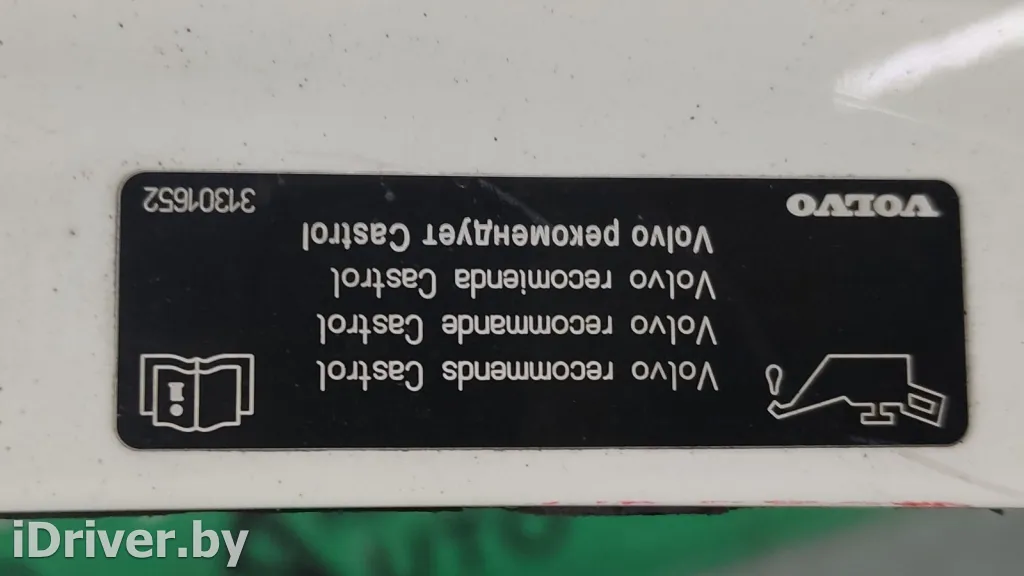 Volvo recommends Castrol
Volvo recommande Castrol
Volvo recomienda Castrol
Volvo рекомендует Castrol
VOLVO
31301652
iDriver.by